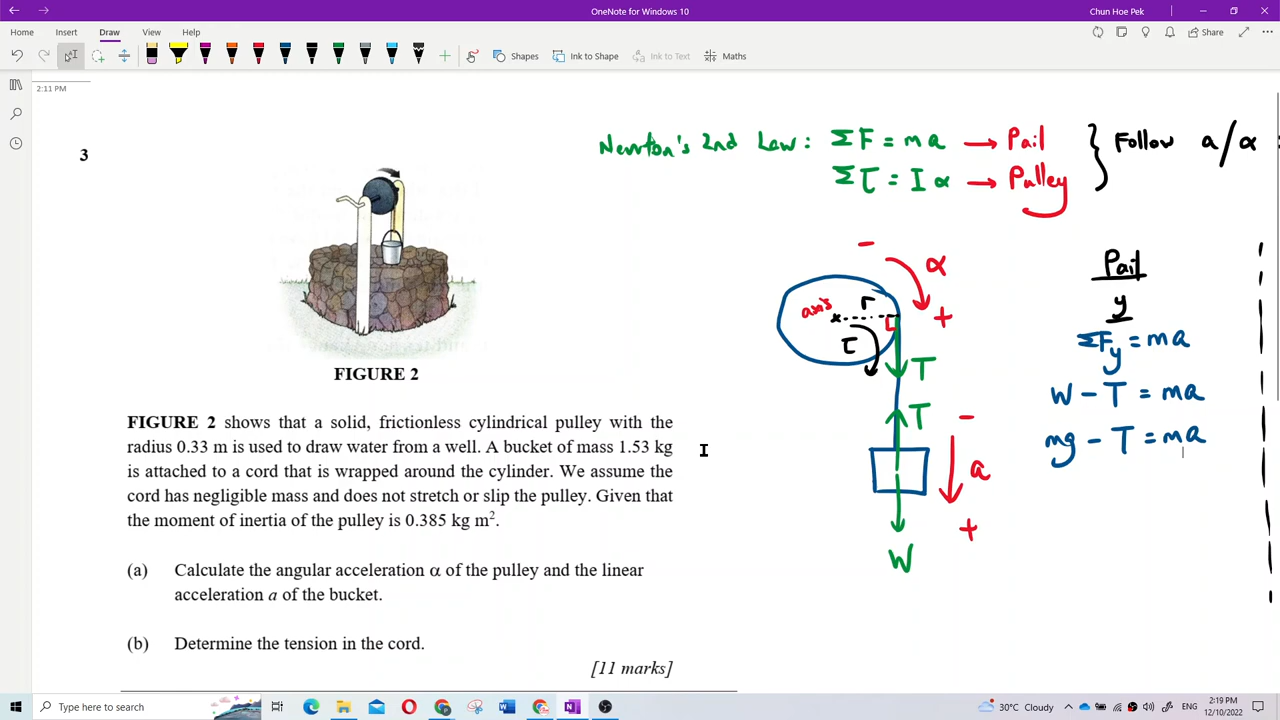 OneNote for Windows 10
Chun Hoe Pek
Home Insert Draw View Help
Share
Shapes Ink to Shape Ink to Text Maths
2:11 PM
3
FIGURE 2
FIGURE 2 shows that a solid, frictionless cylindrical pulley with the
radius 0.33 m is used to draw water from a well. A bucket of mass 1.53 kg
is attached to a cord that is wrapped around the cylinder. We assume the
cord has negligible mass and does not stretch or slip the pulley. Given that
the moment of inertia of the pulley is 0.385 kg m².
(a) Calculate the angular acceleration α of the pulley and the linear
acceleration a of the bucket.
(b) Determine the tension in the cord.
[11 marks]
Newton's 2nd Law: ΣF = ma → Pail
Στ = Iα → Pulley
} Follow a/α
− α +
axis r
τ
T
T
− a +
W
Pail
y
ΣFy = ma
W − T = ma
mg − T = ma
Type here to search
30°C Cloudy
ENG
2:19 PM
12/10/2022